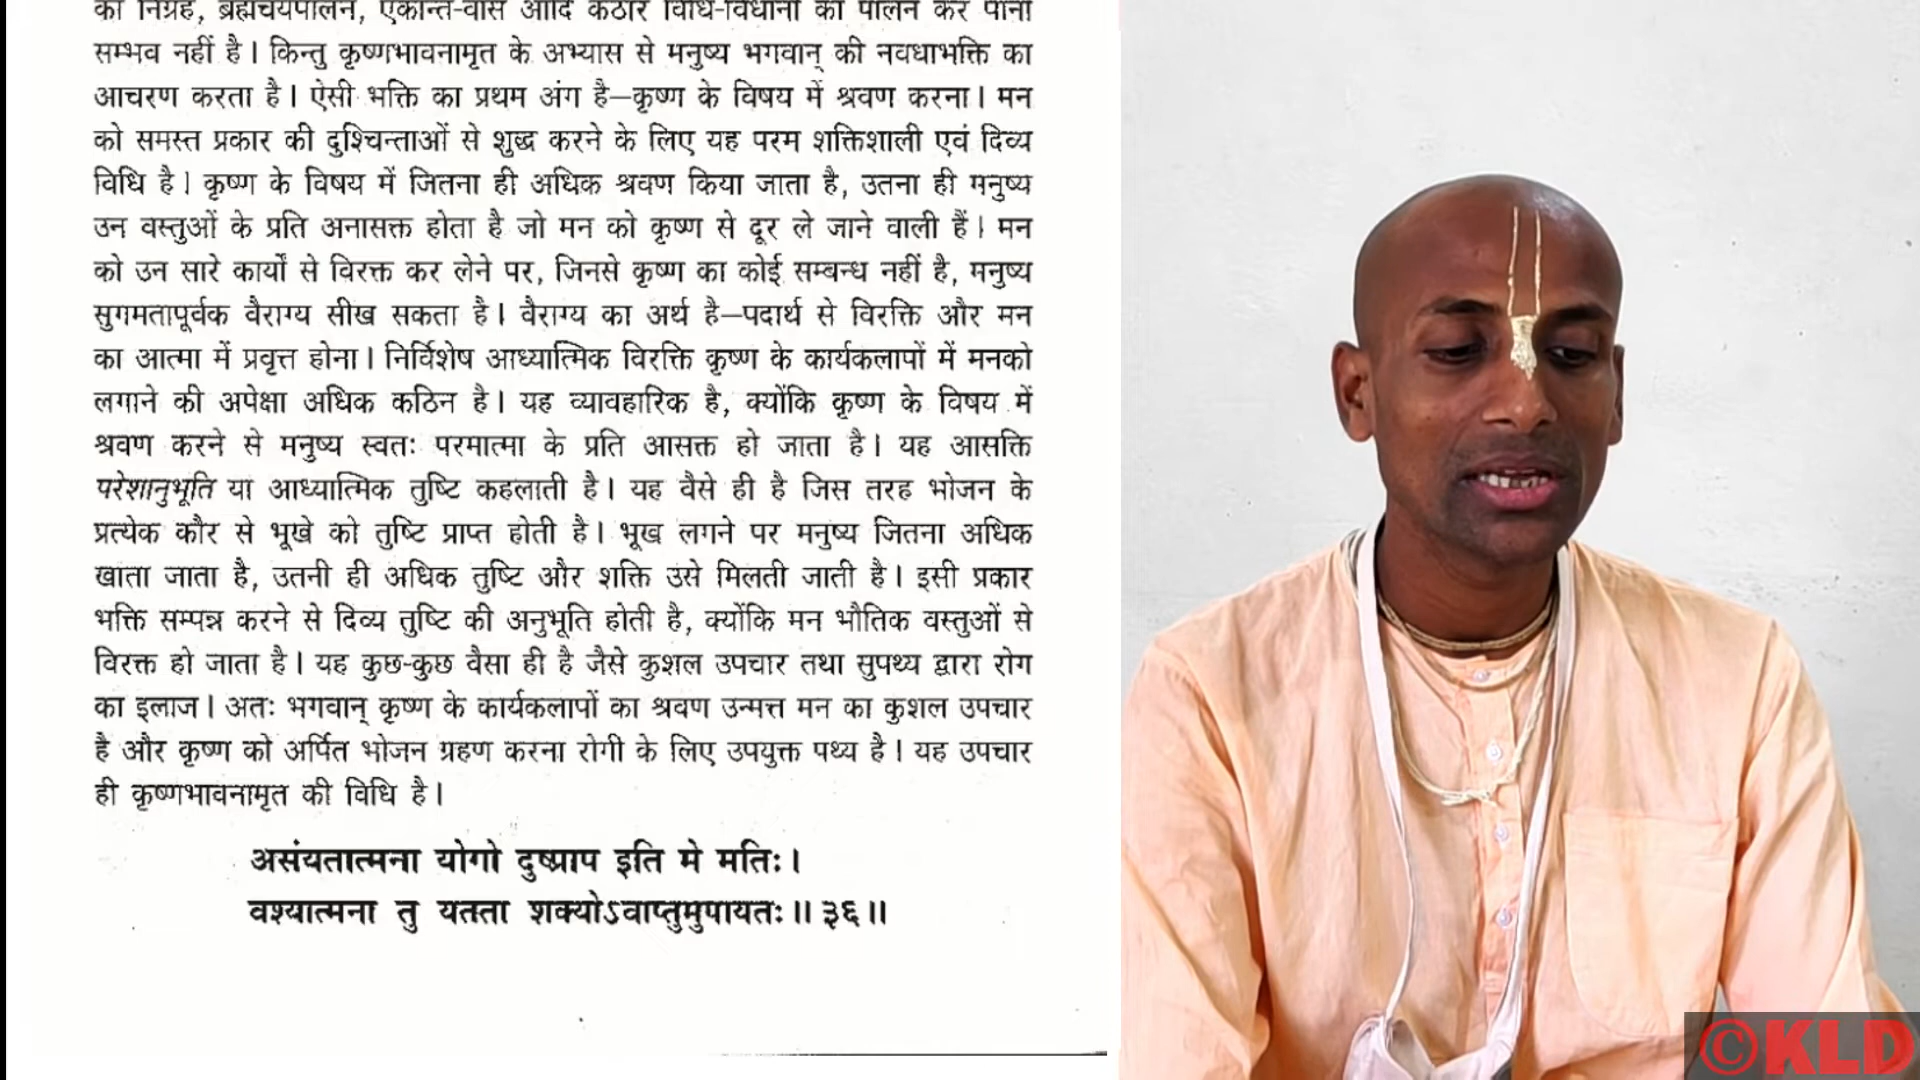 का निग्रह, ब्रह्मचर्यपालन, एकान्त-वास आदि कठोर विधि-विधानों का पालन कर पाना
सम्भव नहीं है। किन्तु कृष्णभावनामृत के अभ्यास से मनुष्य भगवान् की नवधाभक्ति का
आचरण करता है। ऐसी भक्ति का प्रथम अंग है—कृष्ण के विषय में श्रवण करना। मन
को समस्त प्रकार की दुश्चिन्ताओं से शुद्ध करने के लिए यह परम शक्तिशाली एवं दिव्य
विधि है। कृष्ण के विषय में जितना ही अधिक श्रवण किया जाता है, उतना ही मनुष्य
उन वस्तुओं के प्रति अनासक्त होता है जो मन को कृष्ण से दूर ले जाने वाली हैं। मन
को उन सारे कार्यों से विरक्त कर लेने पर, जिनसे कृष्ण का कोई सम्बन्ध नहीं है, मनुष्य
सुगमतापूर्वक वैराग्य सीख सकता है। वैराग्य का अर्थ है—पदार्थ से विरक्ति और मन
का आत्मा में प्रवृत्त होना। निर्विशेष आध्यात्मिक विरक्ति कृष्ण के कार्यकलापों में मनको
लगाने की अपेक्षा अधिक कठिन है। यह व्यावहारिक है, क्योंकि कृष्ण के विषय में
श्रवण करने से मनुष्य स्वतः परमात्मा के प्रति आसक्त हो जाता है। यह आसक्ति
परेशानुभूति या आध्यात्मिक तुष्टि कहलाती है। यह वैसे ही है जिस तरह भोजन के
प्रत्येक कौर से भूखे को तुष्टि प्राप्त होती है। भूख लगने पर मनुष्य जितना अधिक
खाता जाता है, उतनी ही अधिक तुष्टि और शक्ति उसे मिलती जाती है। इसी प्रकार
भक्ति सम्पन्न करने से दिव्य तुष्टि की अनुभूति होती है, क्योंकि मन भौतिक वस्तुओं से
विरक्त हो जाता है। यह कुछ-कुछ वैसा ही है जैसे कुशल उपचार तथा सुपथ्य द्वारा रोग
का इलाज। अतः भगवान् कृष्ण के कार्यकलापों का श्रवण उन्मत्त मन का कुशल उपचार
है और कृष्ण को अर्पित भोजन ग्रहण करना रोगी के लिए उपयुक्त पथ्य है। यह उपचार
ही कृष्णभावनामृत की विधि है।
असंयतात्मना योगो दुष्प्राप इति मे मतिः।
वश्यात्मना तु यतता शक्योऽवाप्तुमुपायतः॥ ३६॥
©KLD